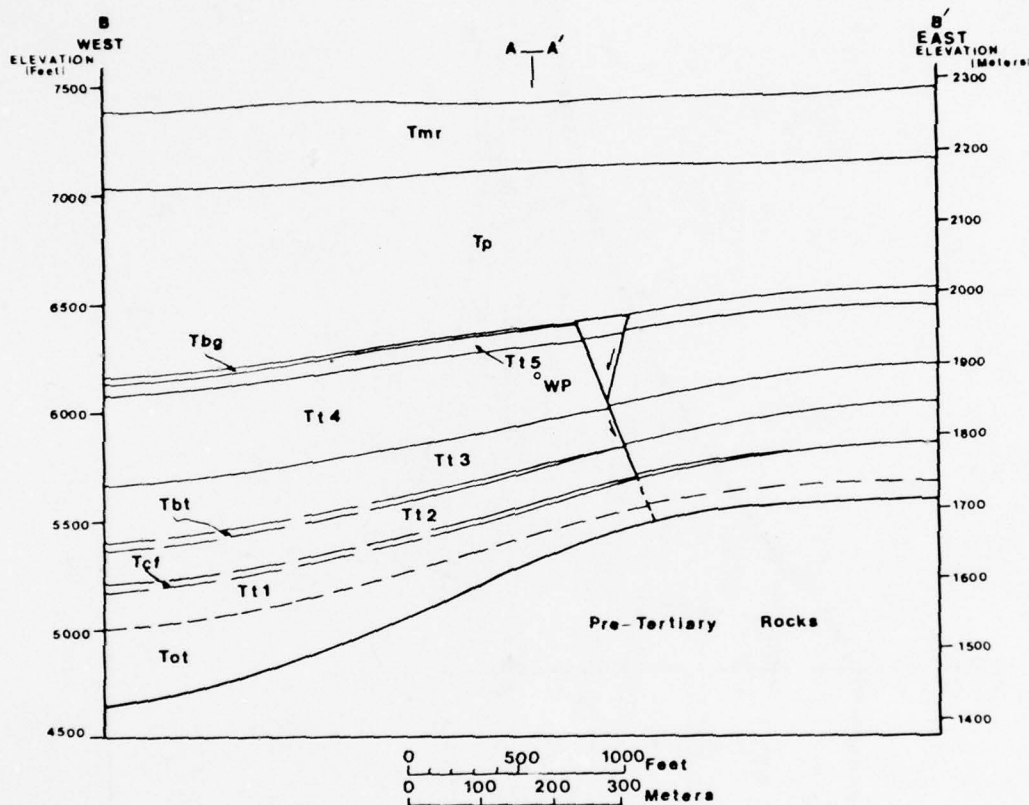 B
WEST
ELEVATION
(Feet)
A — A'
B'
EAST
ELEVATION
(Meters)
7500
7000
6500
6000
5500
5000
4500
2300
2200
2100
2000
1900
1800
1700
1600
1500
1400
Tmr
Tp
Tbg
Tt5
WP
Tt4
Tt3
Tbt
Tt2
Tcf
Tt1
Tot
Pre-Tertiary Rocks
0 500 1000 Feet
0 100 200 300 Meters